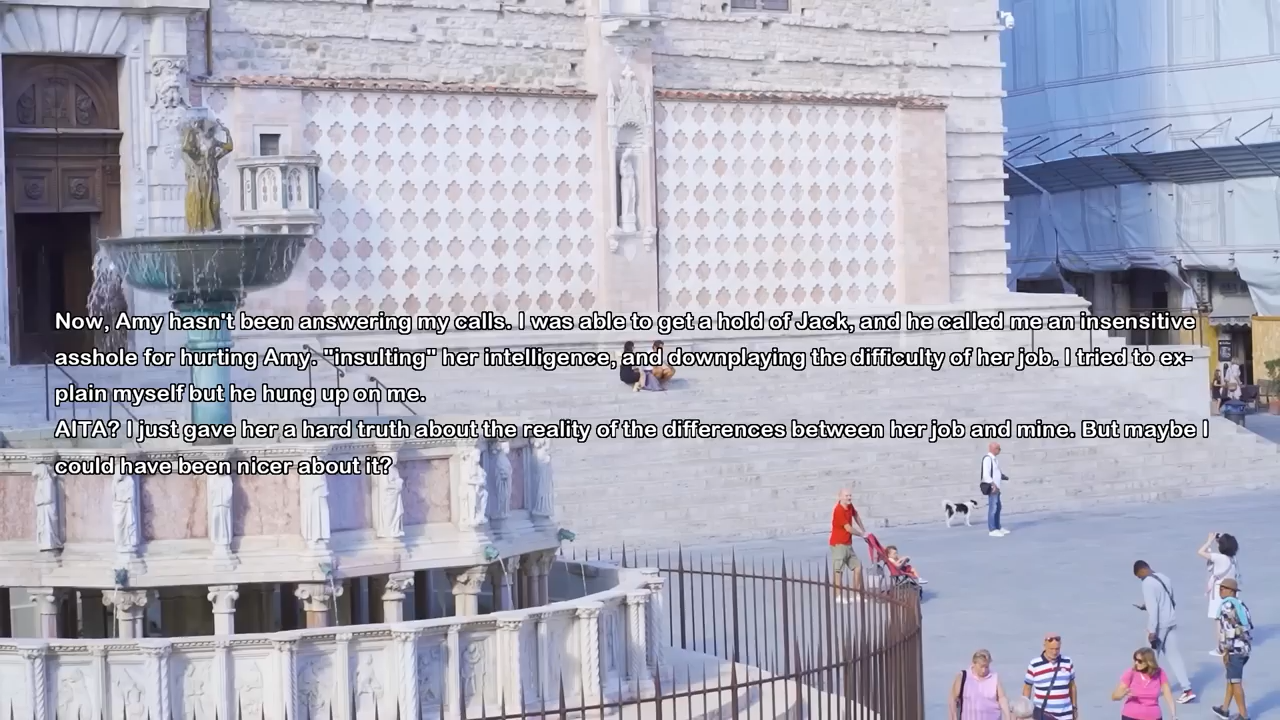 Now, Amy hasn't been answering my calls. I was able to get a hold of Jack, and he called me an insensitive
asshole for hurting Amy. "insulting" her intelligence, and downplaying the difficulty of her job. I tried to ex-
plain myself but he hung up on me.
AITA? I just gave her a hard truth about the reality of the differences between her job and mine. But maybe I
could have been nicer about it?